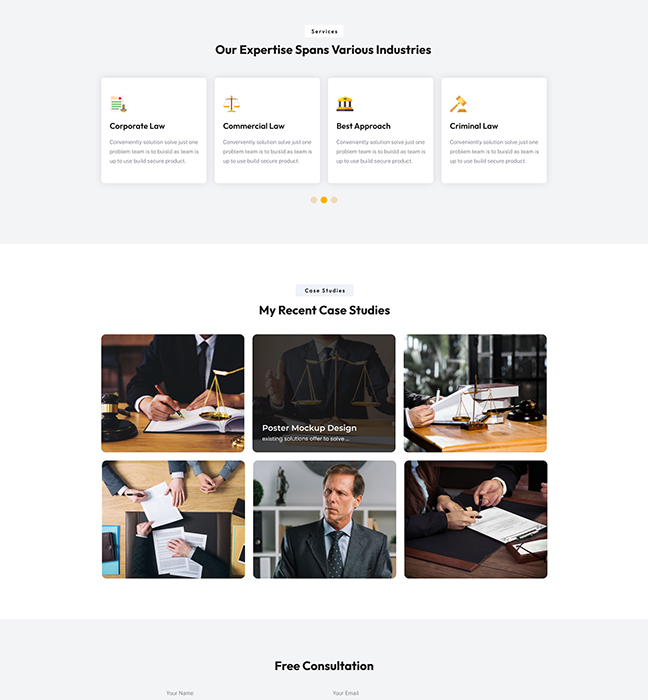 Services
Our Expertise Spans Various Industries
Corporate Law
Conveniently solution solve just one
problem team is to buisld as team is
up to use build secure product.
Commercial Law
Conveniently solution solve just one
problem team is to buisld as team is
up to use build secure product.
Best Approach
Conveniently solution solve just one
problem team is to buisld as team is
up to use build secure product.
Criminal Law
Conveniently solution solve just one
problem team is to buisld as team is
up to use build secure product.
Case Studies
My Recent Case Studies
Poster Mockup Design
existing solutions offer to solve ...
Free Consultation
Your Name
Your Email